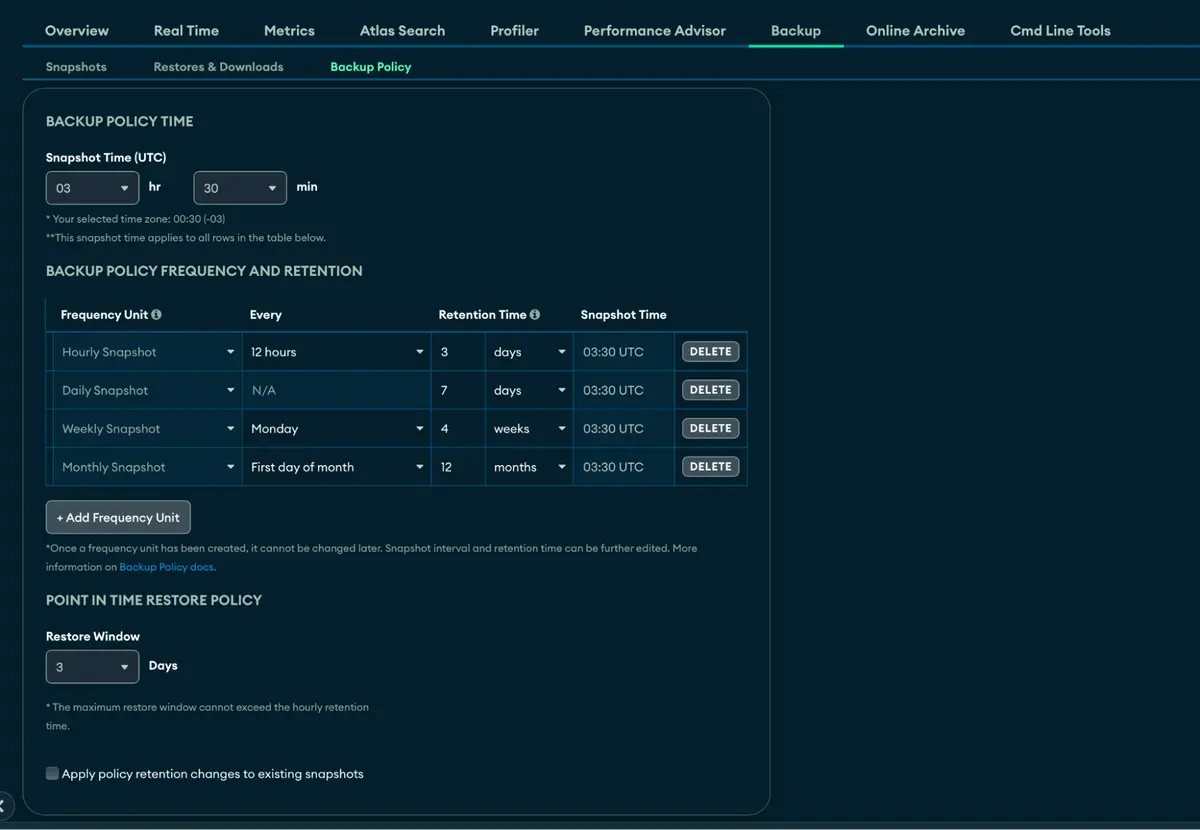 Overview Real Time Metrics Atlas Search Profiler Performance Advisor Backup Online Archive Cmd Line Tools
Snapshots Restores & Downloads Backup Policy
BACKUP POLICY TIME
Snapshot Time (UTC)
03 hr 30 min
* Your selected time zone: 00:30 (-03)
**This snapshot time applies to all rows in the table below.
BACKUP POLICY FREQUENCY AND RETENTION
Frequency Unit Every Retention Time Snapshot Time
Hourly Snapshot 12 hours 3 days 03:30 UTC DELETE
Daily Snapshot N/A 7 days 03:30 UTC DELETE
Weekly Snapshot Monday 4 weeks 03:30 UTC DELETE
Monthly Snapshot First day of month 12 months 03:30 UTC DELETE
+ Add Frequency Unit
*Once a frequency unit has been created, it cannot be changed later. Snapshot interval and retention time can be further edited. More
information on Backup Policy docs.
POINT IN TIME RESTORE POLICY
Restore Window
3 Days
* The maximum restore window cannot exceed the hourly retention
time.
Apply policy retention changes to existing snapshots